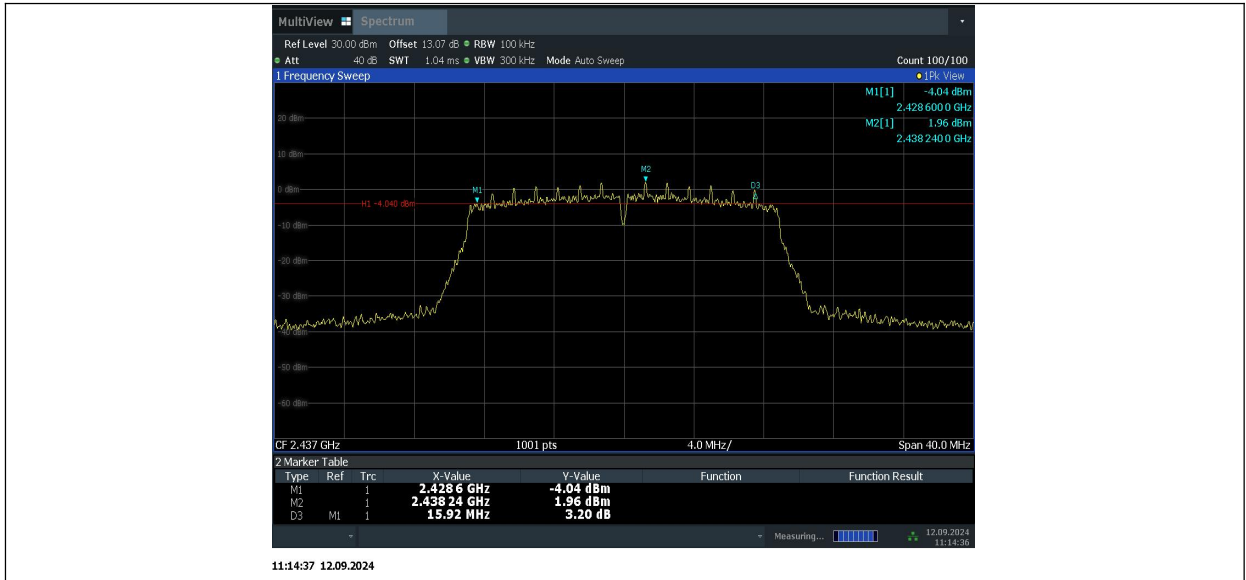 MultiView Spectrum
Ref Level 30.00 dBm Offset 13.07 dB RBW 100 kHz
Att 40 dB SWT 1.04 ms VBW 300 kHz Mode Auto Sweep Count 100/100
1 Frequency Sweep 1Pk View
M1[1] -4.04 dBm
2.428 600 0 GHz
20 dBm M2[1] 1.96 dBm
2.438 240 0 GHz
10 dBm
M2
0 dBm M1 D3
H1 -4.040 dBm
-10 dBm
-20 dBm
-30 dBm
-40 dBm
-50 dBm
-60 dBm
CF 2.437 GHz 1001 pts 4.0 MHz/ Span 40.0 MHz
2 Marker Table
Type Ref Trc X-Value Y-Value Function Function Result
M1 1 2.428 6 GHz -4.04 dBm
M2 1 2.438 24 GHz 1.96 dBm
D3 M1 1 15.92 MHz 3.20 dB
Measuring... 12.09.2024
11:14:36
11:14:37 12.09.2024